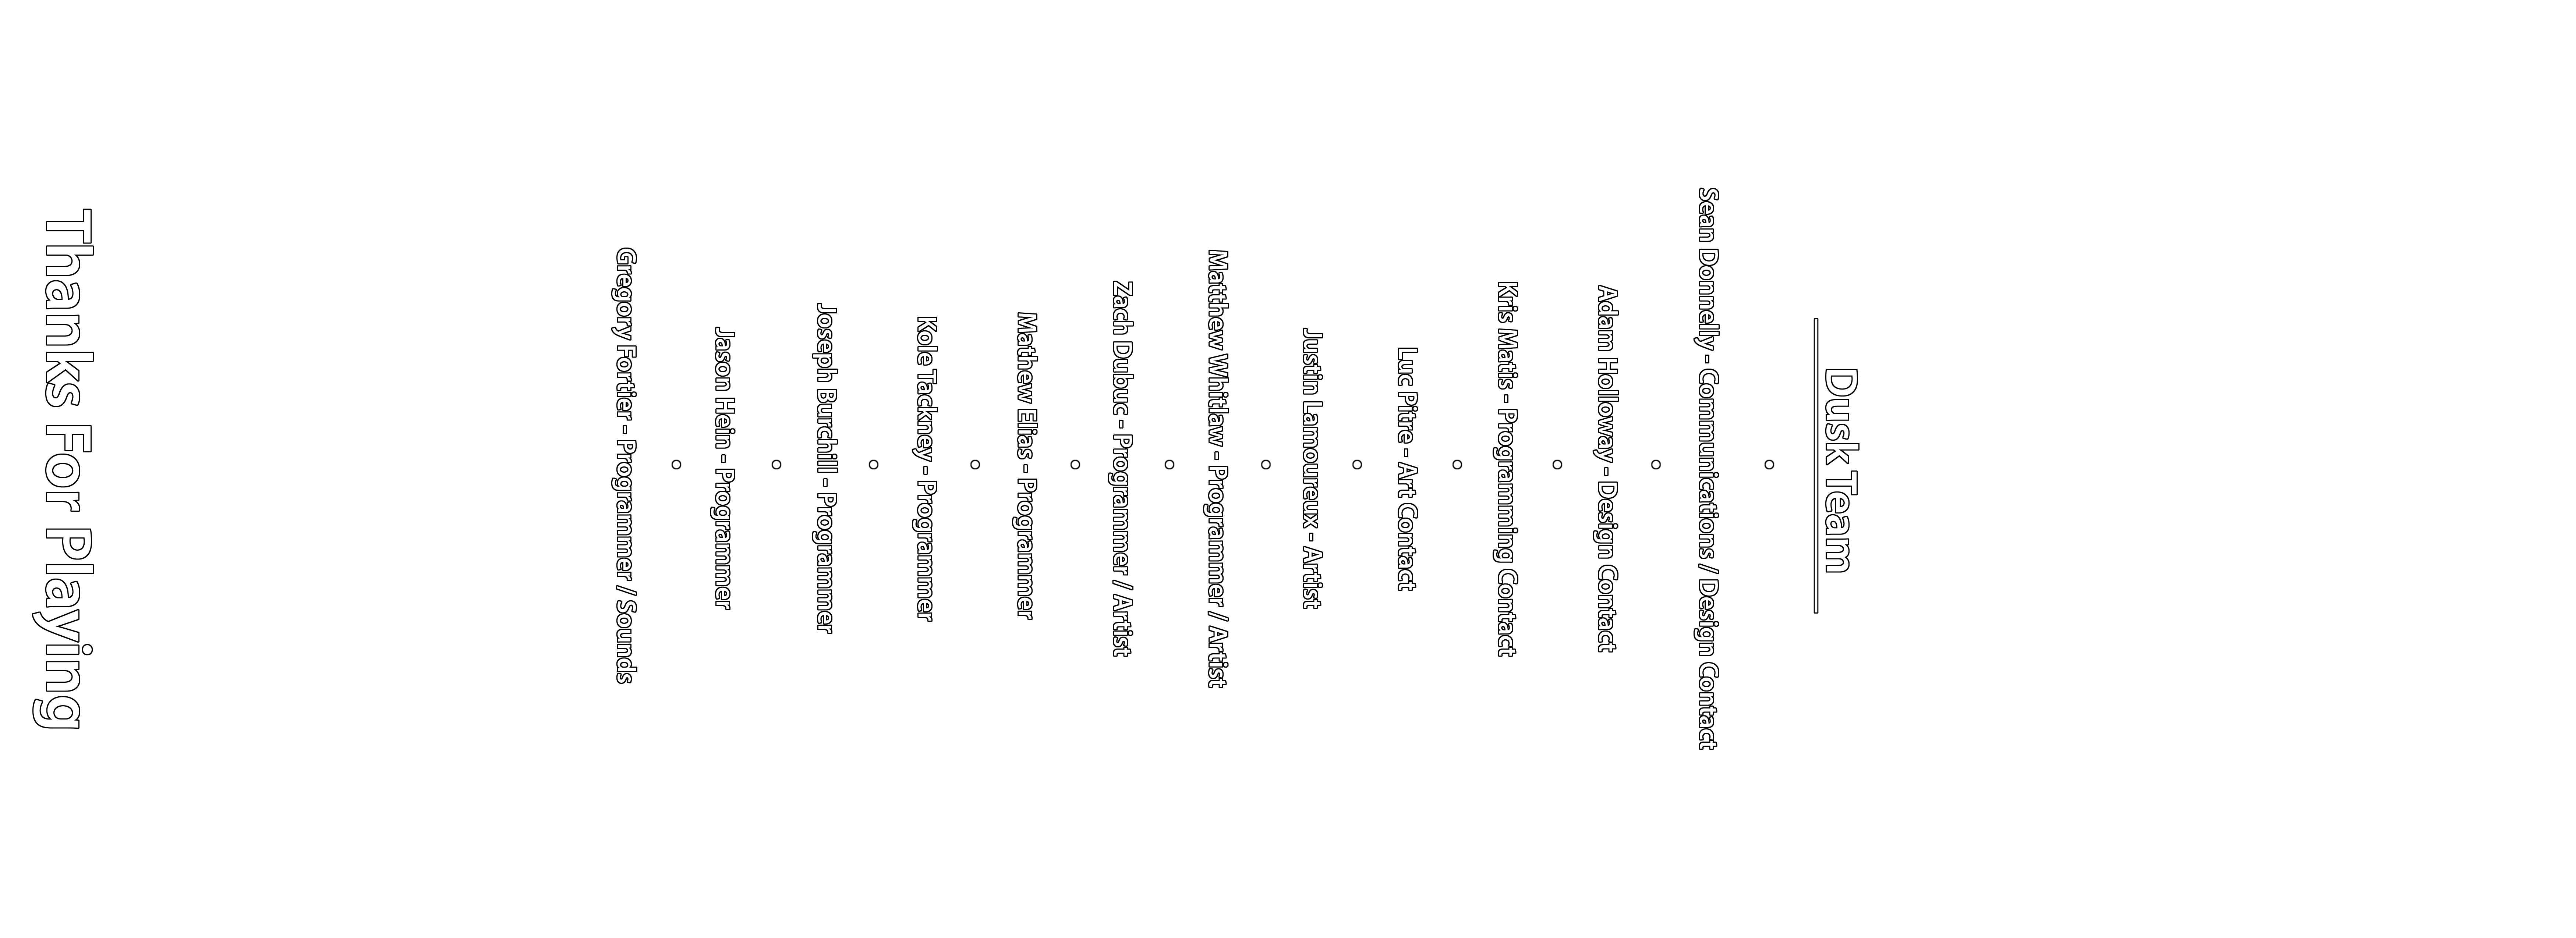 Dusk Team
Sean Donnelly - Communications / Design Contact
Adam Holloway - Design Contact
Kris Matis - Programming Contact
Luc Pitre - Art Contact
Justin Lamoureux - Artist
Matthew Whitlaw - Programmer / Artist
Zach Dubuc - Programmer / Artist
Mathew Elias - Programmer
Kole Tackney - Programmer
Joseph Burchill - Programmer
Jason Hein - Programmer
Gregory Fortier - Programmer / Sounds
Thanks For Playing